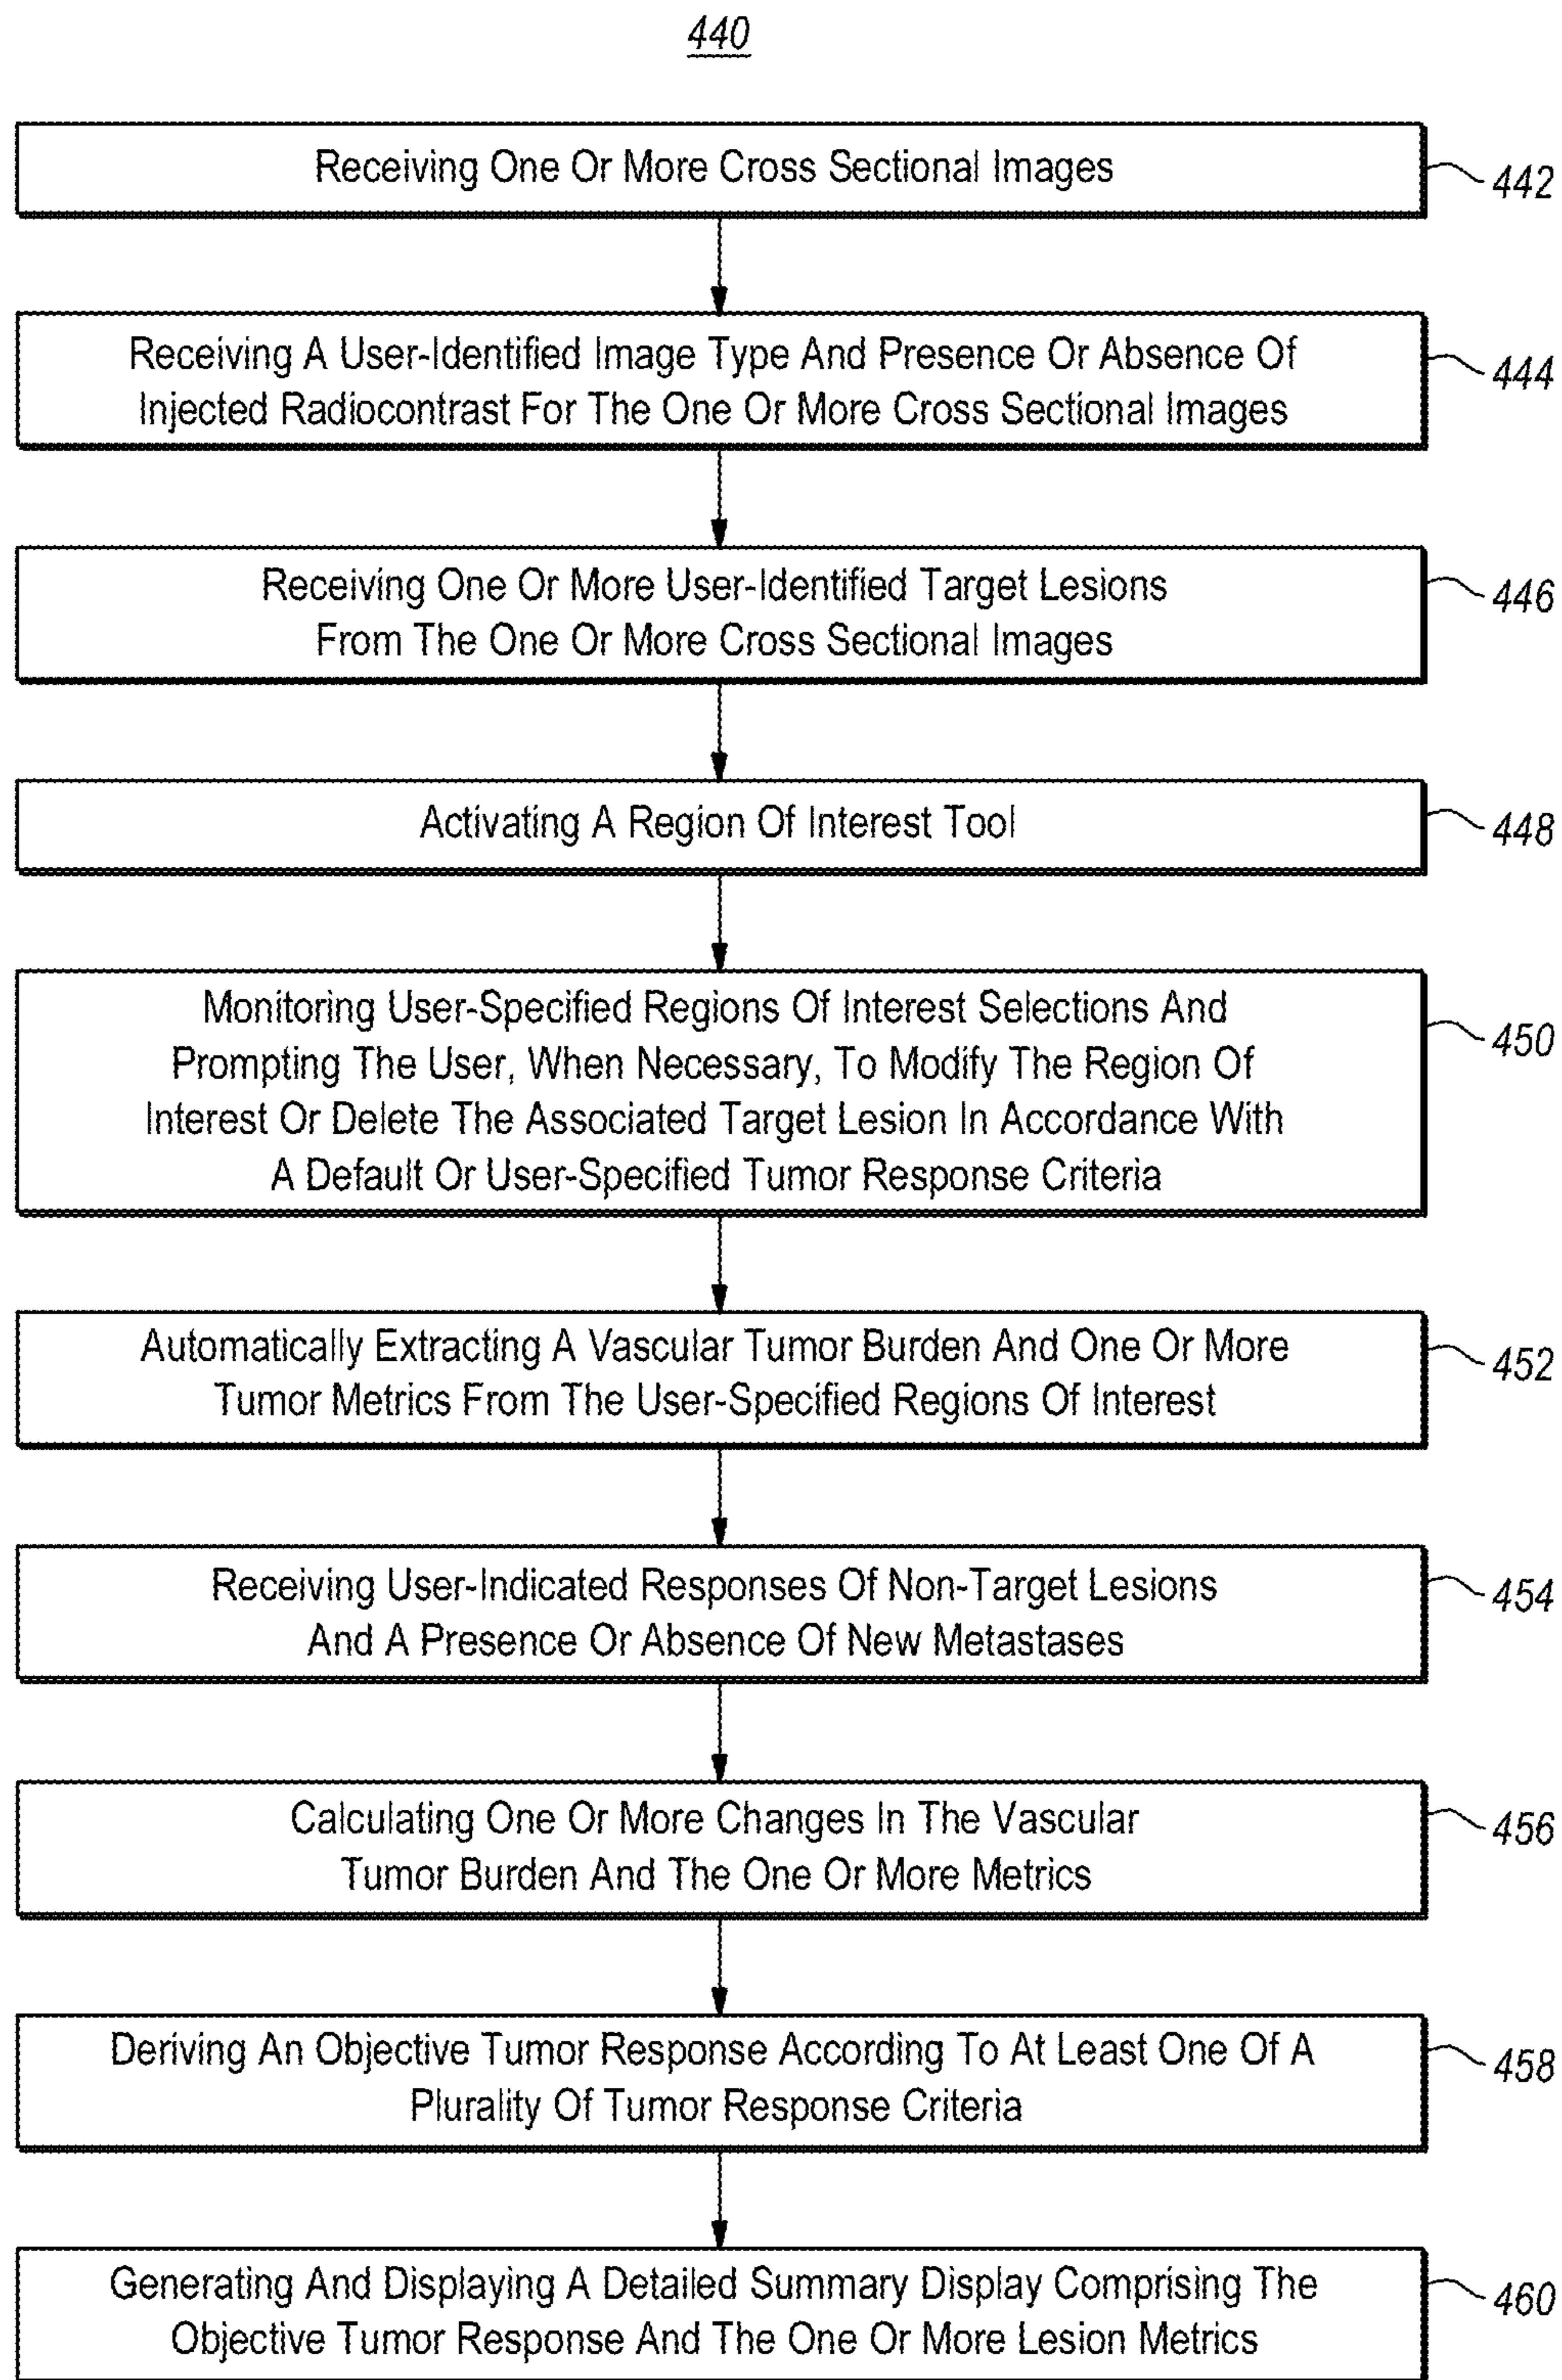 440
Receiving One Or More Cross Sectional Images
442
Receiving A User-Identified Image Type And Presence Or Absence Of
Injected Radiocontrast For The One Or More Cross Sectional Images
444
Receiving One Or More User-Identified Target Lesions
From The One Or More Cross Sectional Images
446
Activating A Region Of Interest Tool
448
Monitoring User-Specified Regions Of Interest Selections And
Prompting The User, When Necessary, To Modify The Region Of
Interest Or Delete The Associated Target Lesion In Accordance With
A Default Or User-Specified Tumor Response Criteria
450
Automatically Extracting A Vascular Tumor Burden And One Or More
Tumor Metrics From The User-Specified Regions Of Interest
452
Receiving User-Indicated Responses Of Non-Target Lesions
And A Presence Or Absence Of New Metastases
454
Calculating One Or More Changes In The Vascular
Tumor Burden And The One Or More Metrics
456
Deriving An Objective Tumor Response According To At Least One Of A
Plurality Of Tumor Response Criteria
458
Generating And Displaying A Detailed Summary Display Comprising The
Objective Tumor Response And The One Or More Lesion Metrics
460